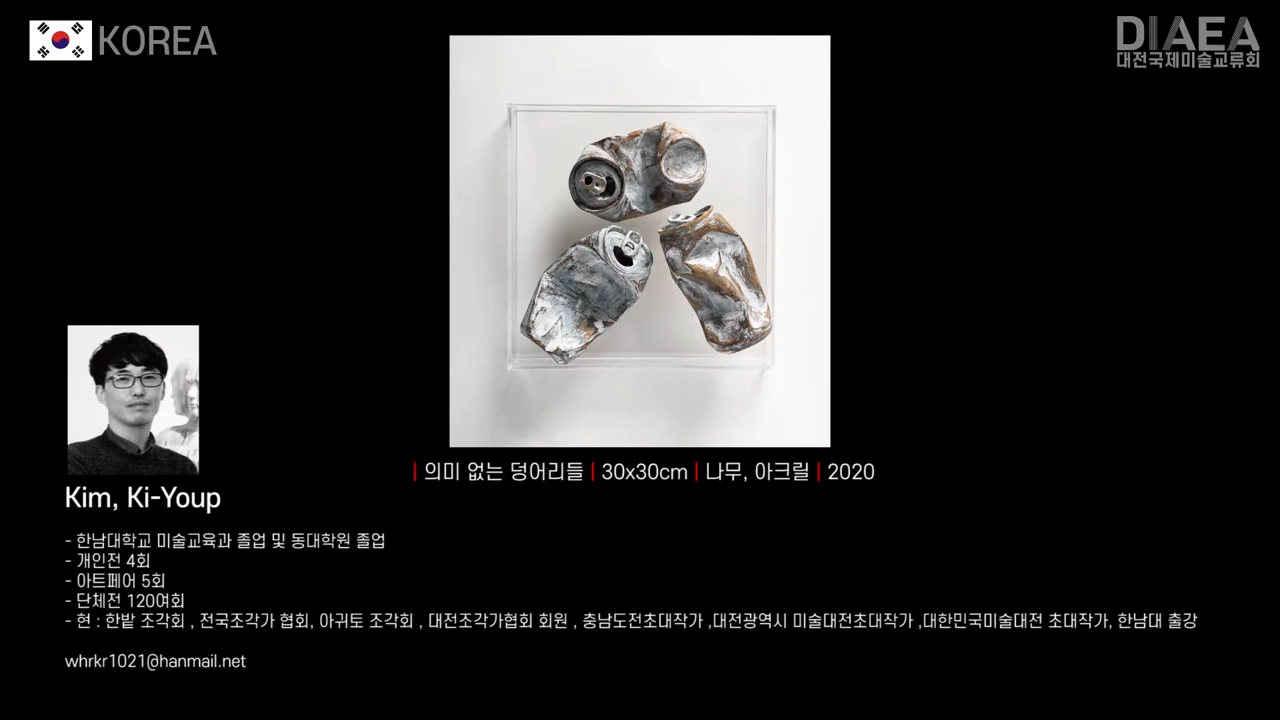 KOREA
DIAEA
대전국제미술교류회
| 의미 없는 덩어리들 | 30x30cm | 나무, 아크릴 | 2020
Kim, Ki-Youp
- 한남대학교 미술교육과 졸업 및 동대학원 졸업
- 개인전 4회
- 아트페어 5회
- 단체전 120여회
- 현 : 한밭 조각회 , 전국조각가 협회, 아귀토 조각회 , 대전조각가협회 회원 , 충남도전초대작가 ,대전광역시 미술대전초대작가 ,대한민국미술대전 초대작가, 한남대 출강
whrkr1021@hanmail.net